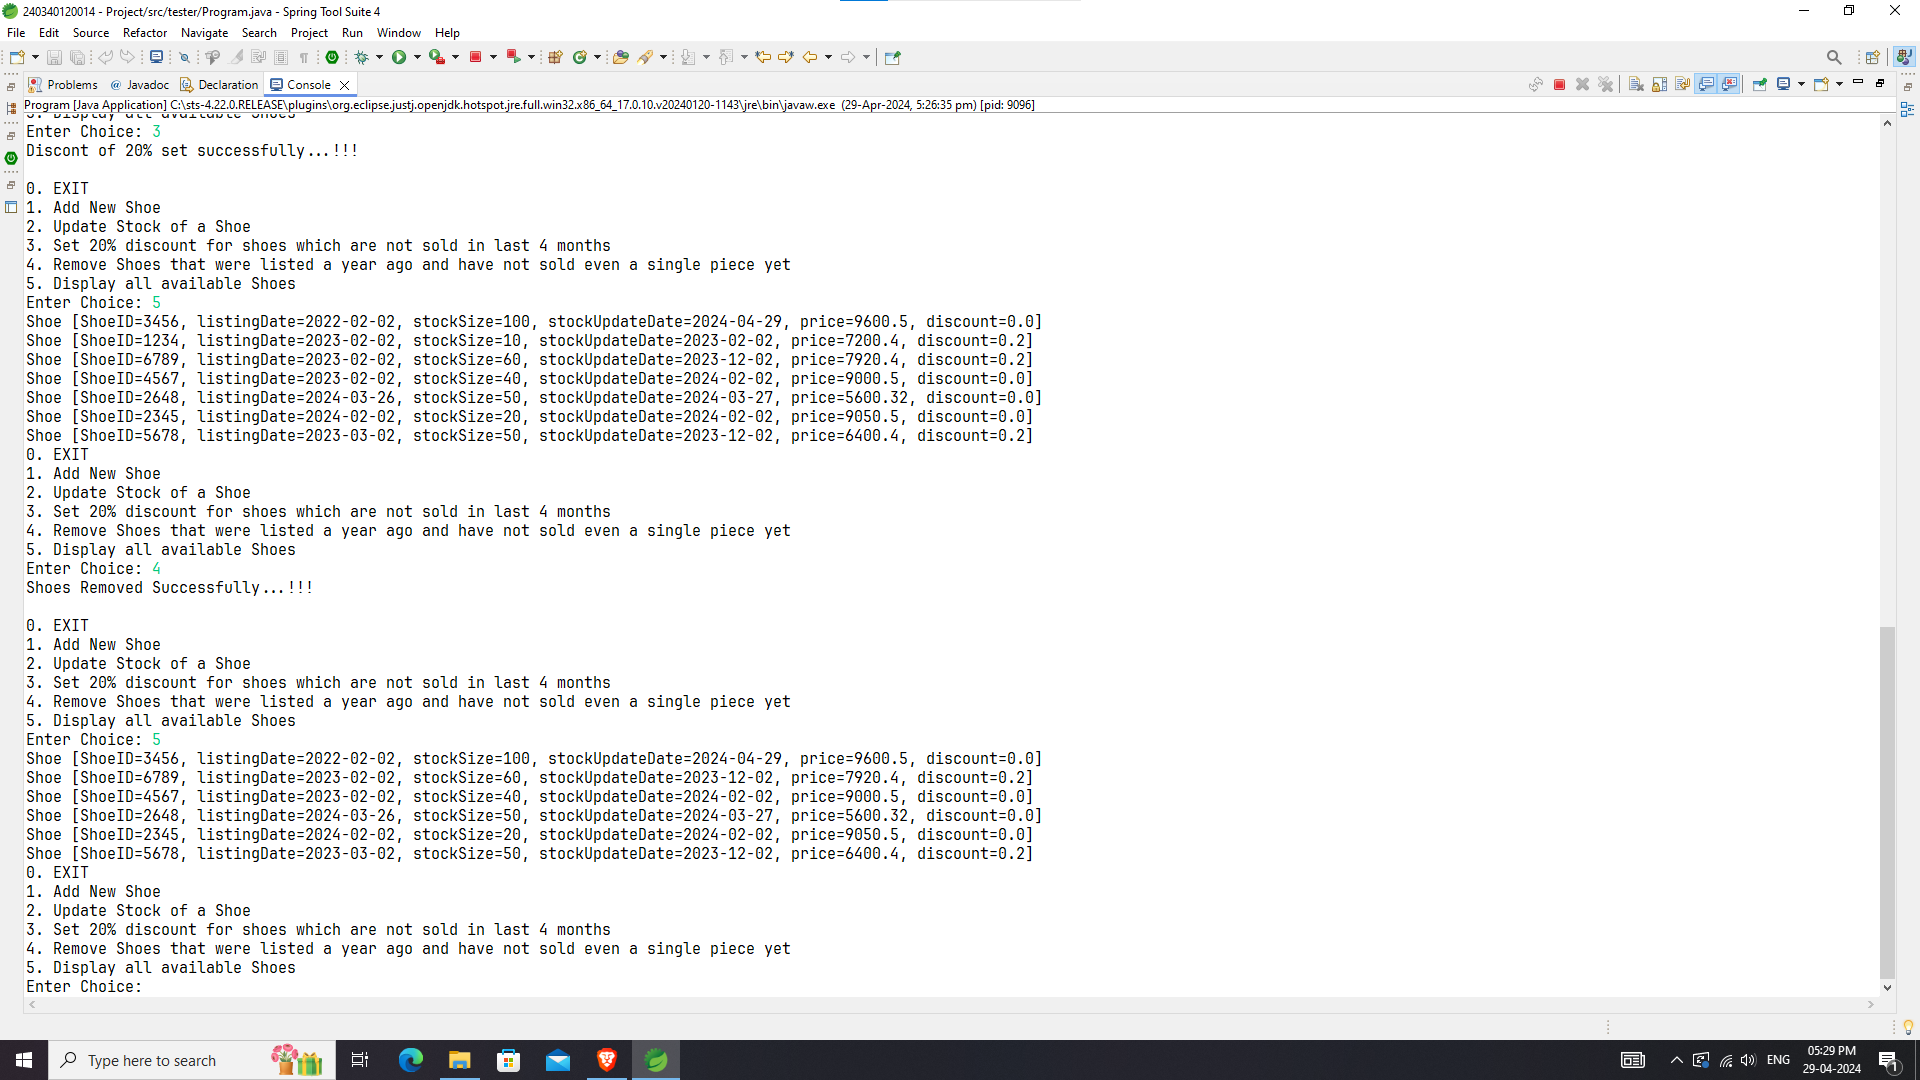 240340120014 - Project/src/tester/Program.java - Spring Tool Suite 4
File Edit Source Refactor Navigate Search Project Run Window Help
Problems @ Javadoc Declaration Console
Program [Java Application] C:\sts-4.22.0.RELEASE\plugins\org.eclipse.justj.openjdk.hotspot.jre.full.win32.x86_64_17.0.10.v20240120-1143\jre\bin\javaw.exe (29-Apr-2024, 5:26:35 pm) [pid: 9096]
5. Display all available Shoes
Enter Choice: 3
Discont of 20% set successfully...!!!
0. EXIT
1. Add New Shoe
2. Update Stock of a Shoe
3. Set 20% discount for shoes which are not sold in last 4 months
4. Remove Shoes that were listed a year ago and have not sold even a single piece yet
5. Display all available Shoes
Enter Choice: 5
Shoe [ShoeID=3456, listingDate=2022-02-02, stockSize=100, stockUpdateDate=2024-04-29, price=9600.5, discount=0.0]
Shoe [ShoeID=1234, listingDate=2023-02-02, stockSize=10, stockUpdateDate=2023-02-02, price=7200.4, discount=0.2]
Shoe [ShoeID=6789, listingDate=2023-02-02, stockSize=60, stockUpdateDate=2023-12-02, price=7920.4, discount=0.2]
Shoe [ShoeID=4567, listingDate=2023-02-02, stockSize=40, stockUpdateDate=2024-02-02, price=9000.5, discount=0.0]
Shoe [ShoeID=2648, listingDate=2024-03-26, stockSize=50, stockUpdateDate=2024-03-27, price=5600.32, discount=0.0]
Shoe [ShoeID=2345, listingDate=2024-02-02, stockSize=20, stockUpdateDate=2024-02-02, price=9050.5, discount=0.0]
Shoe [ShoeID=5678, listingDate=2023-03-02, stockSize=50, stockUpdateDate=2023-12-02, price=6400.4, discount=0.2]
0. EXIT
1. Add New Shoe
2. Update Stock of a Shoe
3. Set 20% discount for shoes which are not sold in last 4 months
4. Remove Shoes that were listed a year ago and have not sold even a single piece yet
5. Display all available Shoes
Enter Choice: 4
Shoes Removed Successfully...!!!
0. EXIT
1. Add New Shoe
2. Update Stock of a Shoe
3. Set 20% discount for shoes which are not sold in last 4 months
4. Remove Shoes that were listed a year ago and have not sold even a single piece yet
5. Display all available Shoes
Enter Choice: 5
Shoe [ShoeID=3456, listingDate=2022-02-02, stockSize=100, stockUpdateDate=2024-04-29, price=9600.5, discount=0.0]
Shoe [ShoeID=6789, listingDate=2023-02-02, stockSize=60, stockUpdateDate=2023-12-02, price=7920.4, discount=0.2]
Shoe [ShoeID=4567, listingDate=2023-02-02, stockSize=40, stockUpdateDate=2024-02-02, price=9000.5, discount=0.0]
Shoe [ShoeID=2648, listingDate=2024-03-26, stockSize=50, stockUpdateDate=2024-03-27, price=5600.32, discount=0.0]
Shoe [ShoeID=2345, listingDate=2024-02-02, stockSize=20, stockUpdateDate=2024-02-02, price=9050.5, discount=0.0]
Shoe [ShoeID=5678, listingDate=2023-03-02, stockSize=50, stockUpdateDate=2023-12-02, price=6400.4, discount=0.2]
0. EXIT
1. Add New Shoe
2. Update Stock of a Shoe
3. Set 20% discount for shoes which are not sold in last 4 months
4. Remove Shoes that were listed a year ago and have not sold even a single piece yet
5. Display all available Shoes
Enter Choice:
Type here to search
ENG
05:29 PM
29-04-2024
1